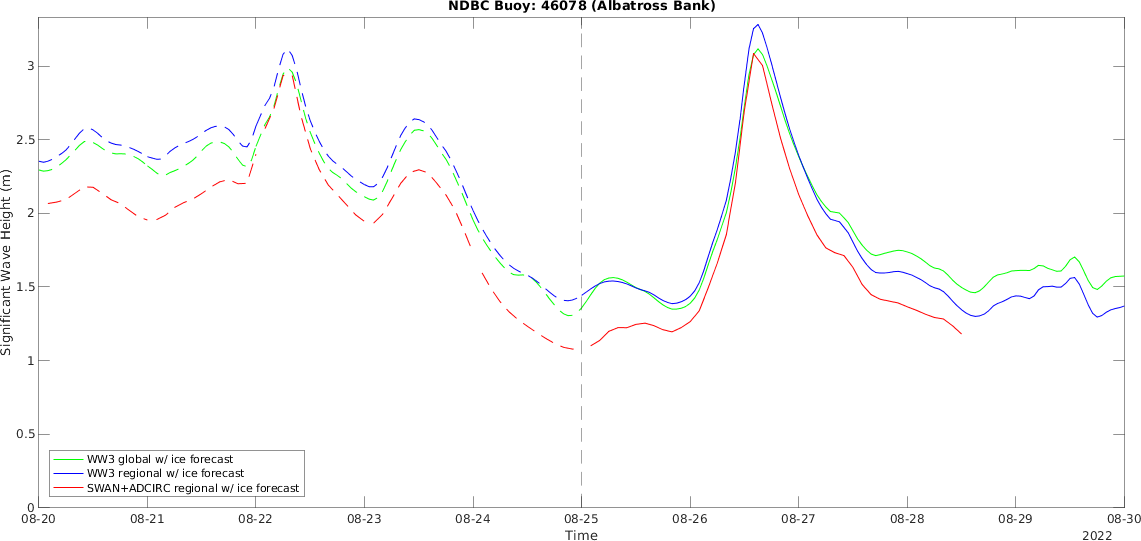 NDBC Buoy: 46078 (Albatross Bank)
Significant Wave Height (m)
3
2.5
2
1.5
1
0.5
0
WW3 global w/ ice forecast
WW3 regional w/ ice forecast
SWAN+ADCIRC regional w/ ice forecast
08-20 08-21 08-22 08-23 08-24 08-25 08-26 08-27 08-28 08-29 08-30
Time
2022